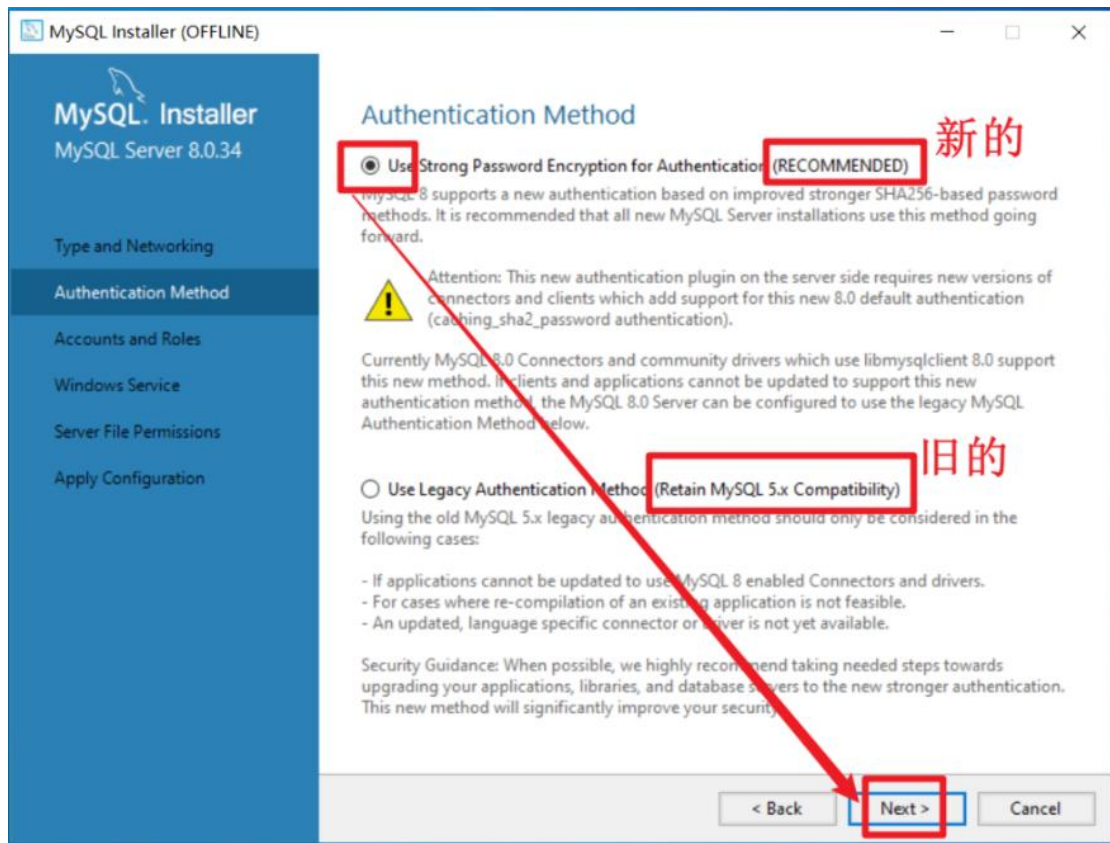 MySQL Installer (OFFLINE)
MySQL. Installer
MySQL Server 8.0.34
Type and Networking
Authentication Method
Accounts and Roles
Windows Service
Server File Permissions
Apply Configuration
Authentication Method
新的
Use Strong Password Encryption for Authentication (RECOMMENDED)
MySQL 8 supports a new authentication based on improved stronger SHA256-based password
methods. It is recommended that all new MySQL Server installations use this method going
forward.
Attention: This new authentication plugin on the server side requires new versions of
connectors and clients which add support for this new 8.0 default authentication
(caching_sha2_password authentication).
Currently MySQL 8.0 Connectors and community drivers which use libmysqlclient 8.0 support
this new method. If clients and applications cannot be updated to support this new
authentication method, the MySQL 8.0 Server can be configured to use the legacy MySQL
Authentication Method below.
旧的
Use Legacy Authentication Method (Retain MySQL 5.x Compatibility)
Using the old MySQL 5.x legacy authentication method should only be considered in the
following cases:
- If applications cannot be updated to use MySQL 8 enabled Connectors and drivers.
- For cases where re-compilation of an existing application is not feasible.
- An updated, language specific connector or driver is not yet available.
Security Guidance: When possible, we highly recommend taking needed steps towards
upgrading your applications, libraries, and database servers to the new stronger authentication.
This new method will significantly improve your security.
< Back
Next >
Cancel